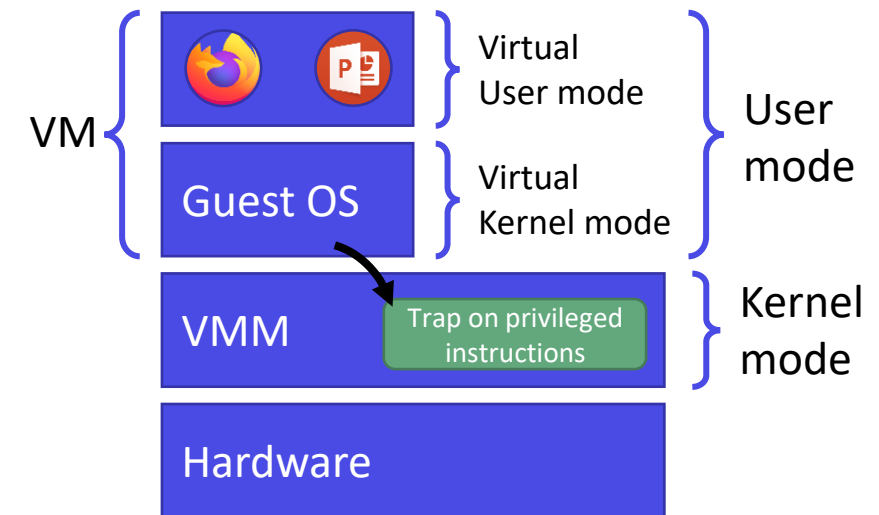 VM
P
Virtual
User mode
User
mode
Guest OS
Virtual
Kernel mode
VMM
Trap on privileged
instructions
Kernel
mode
Hardware